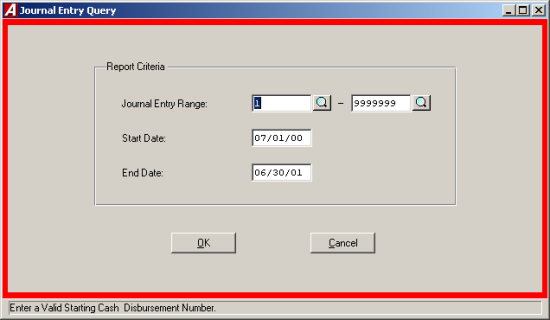 A Journal Entry Query
Report Criteria
Journal Entry Range: 1 – 9999999
Start Date: 07/01/00
End Date: 06/30/01
OK Cancel
Enter a Valid Starting Cash Disbursement Number.